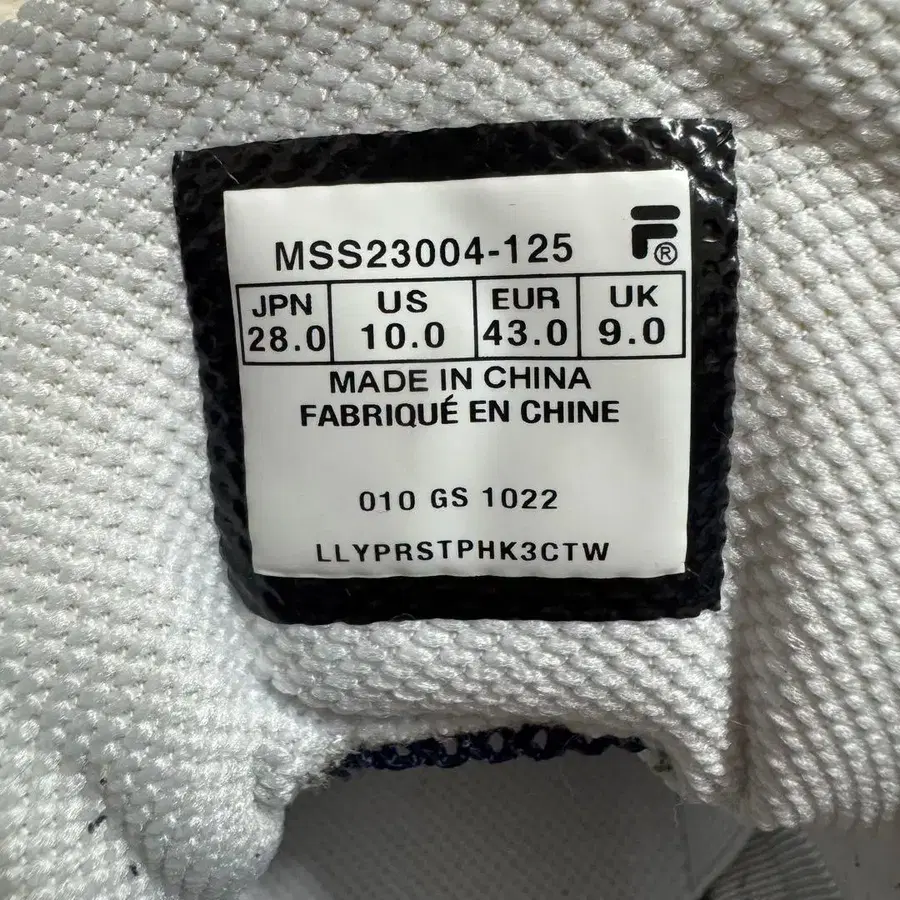 MSS23004-125
JPN US EUR UK
28.0 10.0 43.0 9.0
MADE IN CHINA
FABRIQUÉ EN CHINE
010 GS 1022
LLYPRSTPHK3CTW